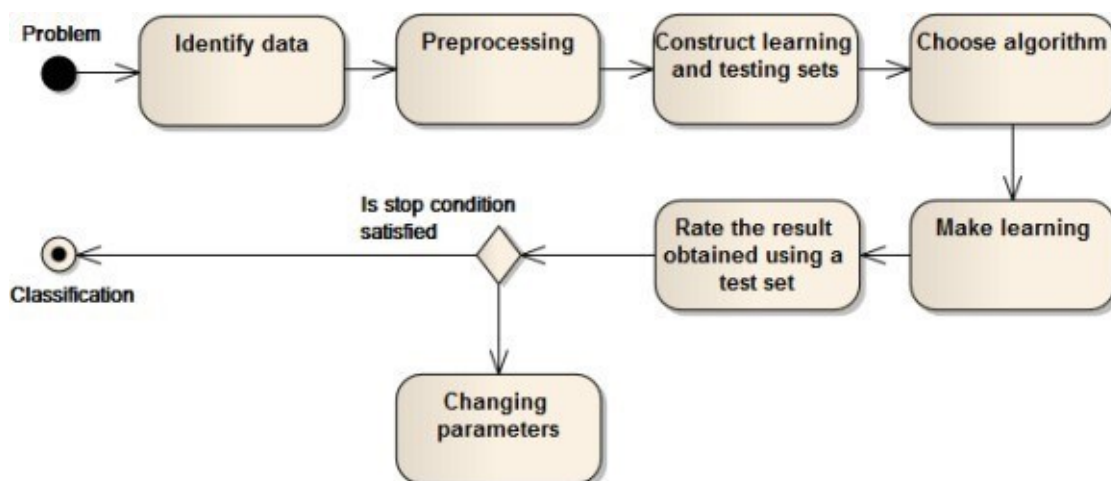 Problem
Identify data
Preprocessing
Construct learning
and testing sets
Choose algorithm
Is stop condition
satisfied
Rate the result
obtained using a
test set
Make learning
Classification
Changing
parameters